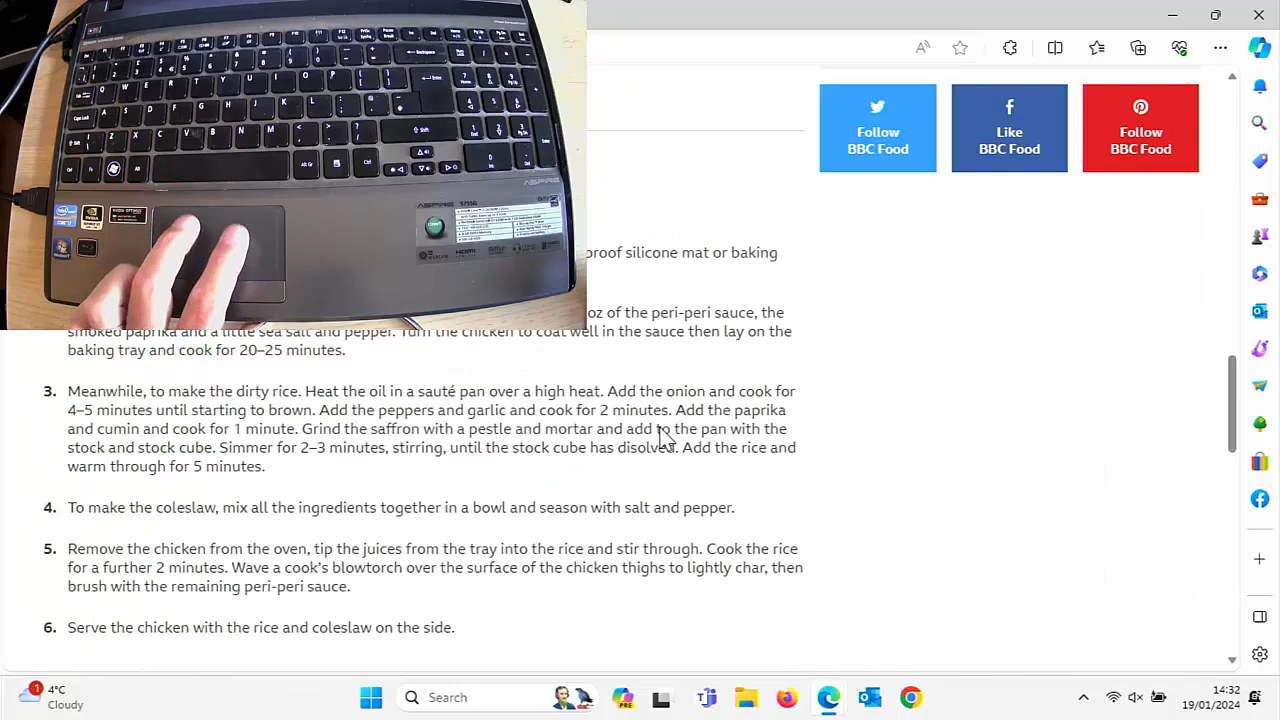 Follow
BBC Food
Like
BBC Food
Follow
BBC Food
ASPIRE
ASPIRE
5755G
proof silicone mat or baking
oz of the peri-peri sauce, the
smoked paprika and a little sea salt and pepper. Turn the chicken to coat well in the sauce then lay on the
baking tray and cook for 20–25 minutes.
3. Meanwhile, to make the dirty rice. Heat the oil in a sauté pan over a high heat. Add the onion and cook for
4–5 minutes until starting to brown. Add the peppers and garlic and cook for 2 minutes. Add the paprika
and cumin and cook for 1 minute. Grind the saffron with a pestle and mortar and add to the pan with the
stock and stock cube. Simmer for 2–3 minutes, stirring, until the stock cube has disolved. Add the rice and
warm through for 5 minutes.
4. To make the coleslaw, mix all the ingredients together in a bowl and season with salt and pepper.
5. Remove the chicken from the oven, tip the juices from the tray into the rice and stir through. Cook the rice
for a further 2 minutes. Wave a cook's blowtorch over the surface of the chicken thighs to lightly char, then
brush with the remaining peri-peri sauce.
6. Serve the chicken with the rice and coleslaw on the side.
1
4°C
Cloudy
Search
PRE
14:32
19/01/2024